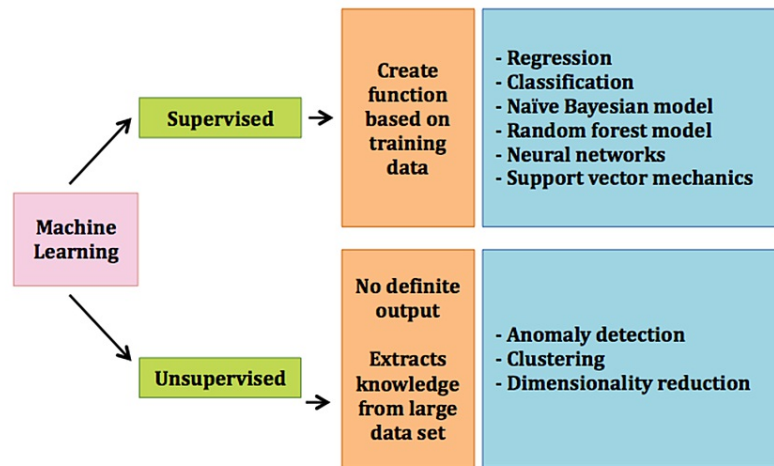 Machine
Learning
Supervised
Create
function
based on
training
data
- Regression
- Classification
- Naïve Bayesian model
- Random forest model
- Neural networks
- Support vector mechanics
Unsupervised
No definite
output
Extracts
knowledge
from large
data set
- Anomaly detection
- Clustering
- Dimensionality reduction